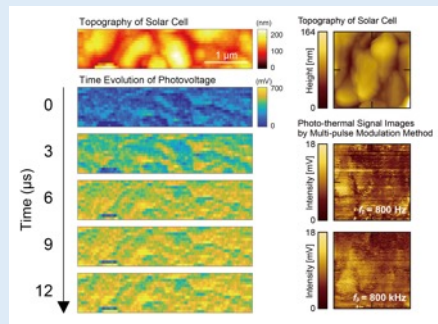 Topography of Solar Cell
(nm)
200
100
0
1 μm
Time Evolution of Photovoltage
(mV)
700
0
Time (μs)
0
3
6
9
12
Topography of Solar Cell
Height [nm]
164
0
Photo-thermal Signal Images
by Multi-pulse Modulation Method
Intensity [mV]
18
0
= 800 Hz
Intensity [mV]
18
0
= 800 kHz